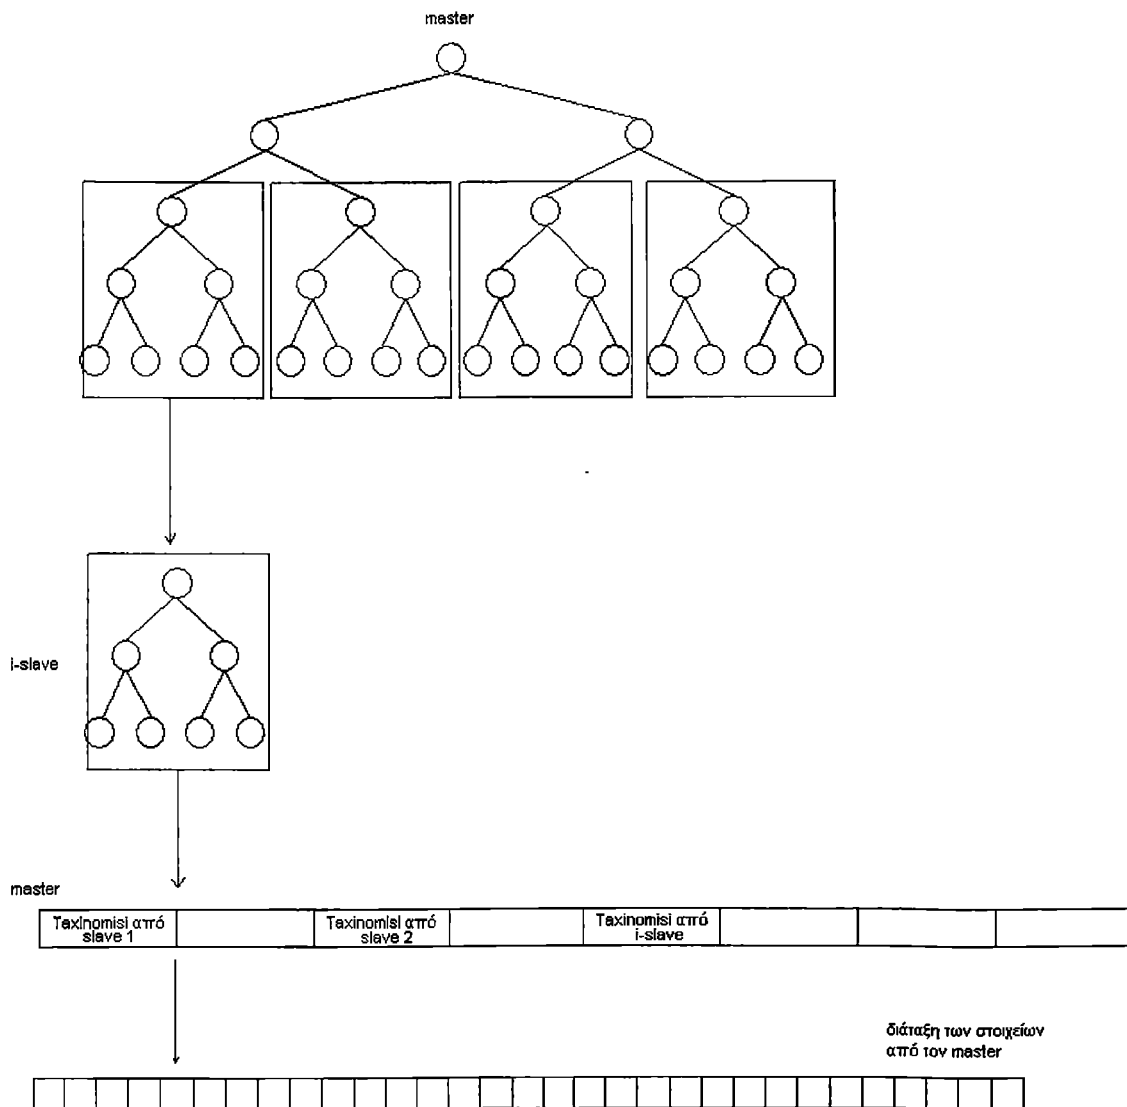 master
i-slave
master
Taxinomisi από
slave 1
Taxinomisi από
slave 2
Taxinomisi από
i-slave
διάταξη των στοιχείων
από τον master